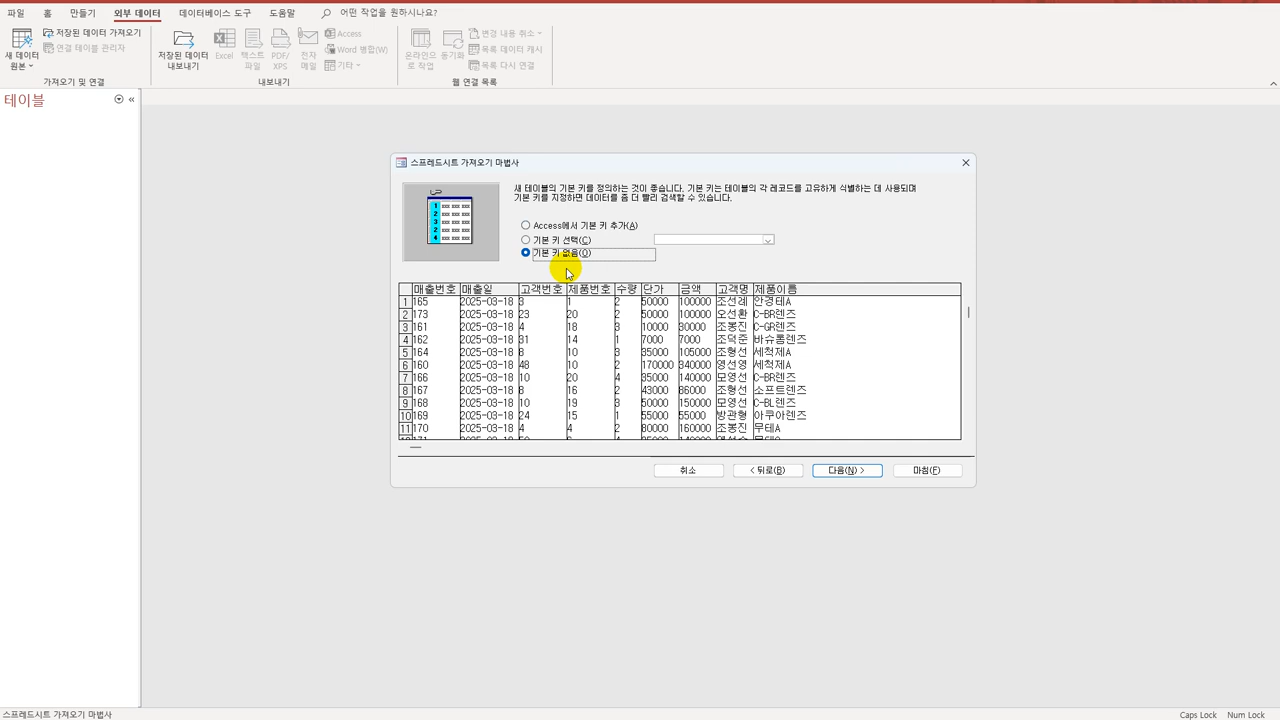 파일 홈 만들기 외부 데이터 데이터베이스 도구 도움말 어떤 작업을 원하시나요?
새 데이터 원본
저장된 데이터 가져오기
연결 테이블 관리자
가져오기 및 연결
저장된 데이터 내보내기
Excel
텍스트 파일
PDF/XPS
전자 메일
Access
Word 병합(W)
기타
내보내기
온라인으로 작업
동기화
변경 내용 취소
목록 데이터 캐시
목록 다시 연결
웹 연결 목록
테이블
스프레드시트 가져오기 마법사
새 테이블의 기본 키를 정의하는 것이 좋습니다. 기본 키는 테이블의 각 레코드를 고유하게 식별하는 데 사용되며
기본 키를 지정하면 데이터를 좀 더 빨리 검색할 수 있습니다.
1 xxx xxx xxx
2 xxx xxx xxx
3 xxx xxx xxx
2 xxx xxx xxx
4 xxx xxx xxx
Access에서 기본 키 추가(A)
기본 키 선택(C)
기본 키 없음(O)
매출번호 매출일 고객번호 제품번호 수량 단가 금액 고객명 제품이름
1 165 2025-03-18 3 1 2 50000 100000 조선례 안경테A
2 173 2025-03-18 23 20 2 50000 100000 오선환 C-BR렌즈
3 161 2025-03-18 4 18 3 10000 30000 조봉진 C-GR렌즈
4 179 2025-03-18 31 14 1 7000 7000 조덕준 바슈롬렌즈
5 164 2025-03-18 8 10 3 35000 105000 조형선 세척제A
6 160 2025-03-18 48 10 2 170000 340000 영선영 세척제A
7 166 2025-03-18 10 20 4 35000 140000 모영선 C-BR렌즈
8 167 2025-03-18 8 16 2 43000 86000 조형선 소프트렌즈
9 168 2025-03-18 10 19 3 50000 150000 모영선 C-BL렌즈
10 169 2025-03-18 24 15 1 55000 55000 방관형 아쿠아렌즈
11 170 2025-03-18 4 4 2 80000 160000 조봉진 무테A
취소 < 뒤로(B) 다음(N) > 마침(F)
스프레드시트 가져오기 마법사
Caps Lock Num Lock